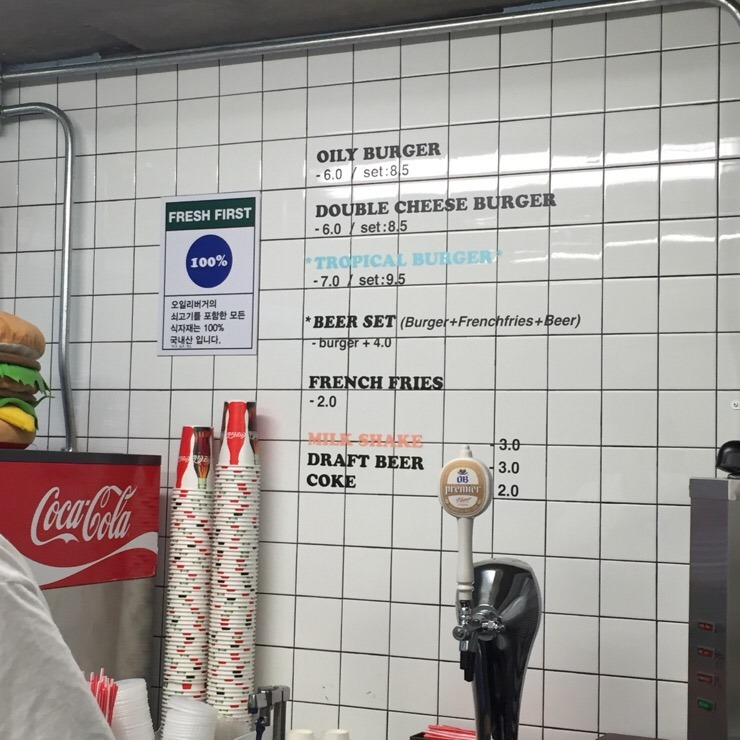 OILY BURGER
- 6.0 / set:8.5
DOUBLE CHEESE BURGER
- 6.0 / set:8.5
*TROPICAL BURGER*
- 7.0 / set:9.5
*BEER SET (Burger+Frenchfries+Beer)
- burger + 4.0
FRENCH FRIES
- 2.0
MILK SHAKE - 3.0
DRAFT BEER - 3.0
COKE 2.0
FRESH FIRST
100%
오일리버거의
쇠고기를 포함한 모든
식자재는 100%
국내산 입니다.
Coca-Cola
OB
premier